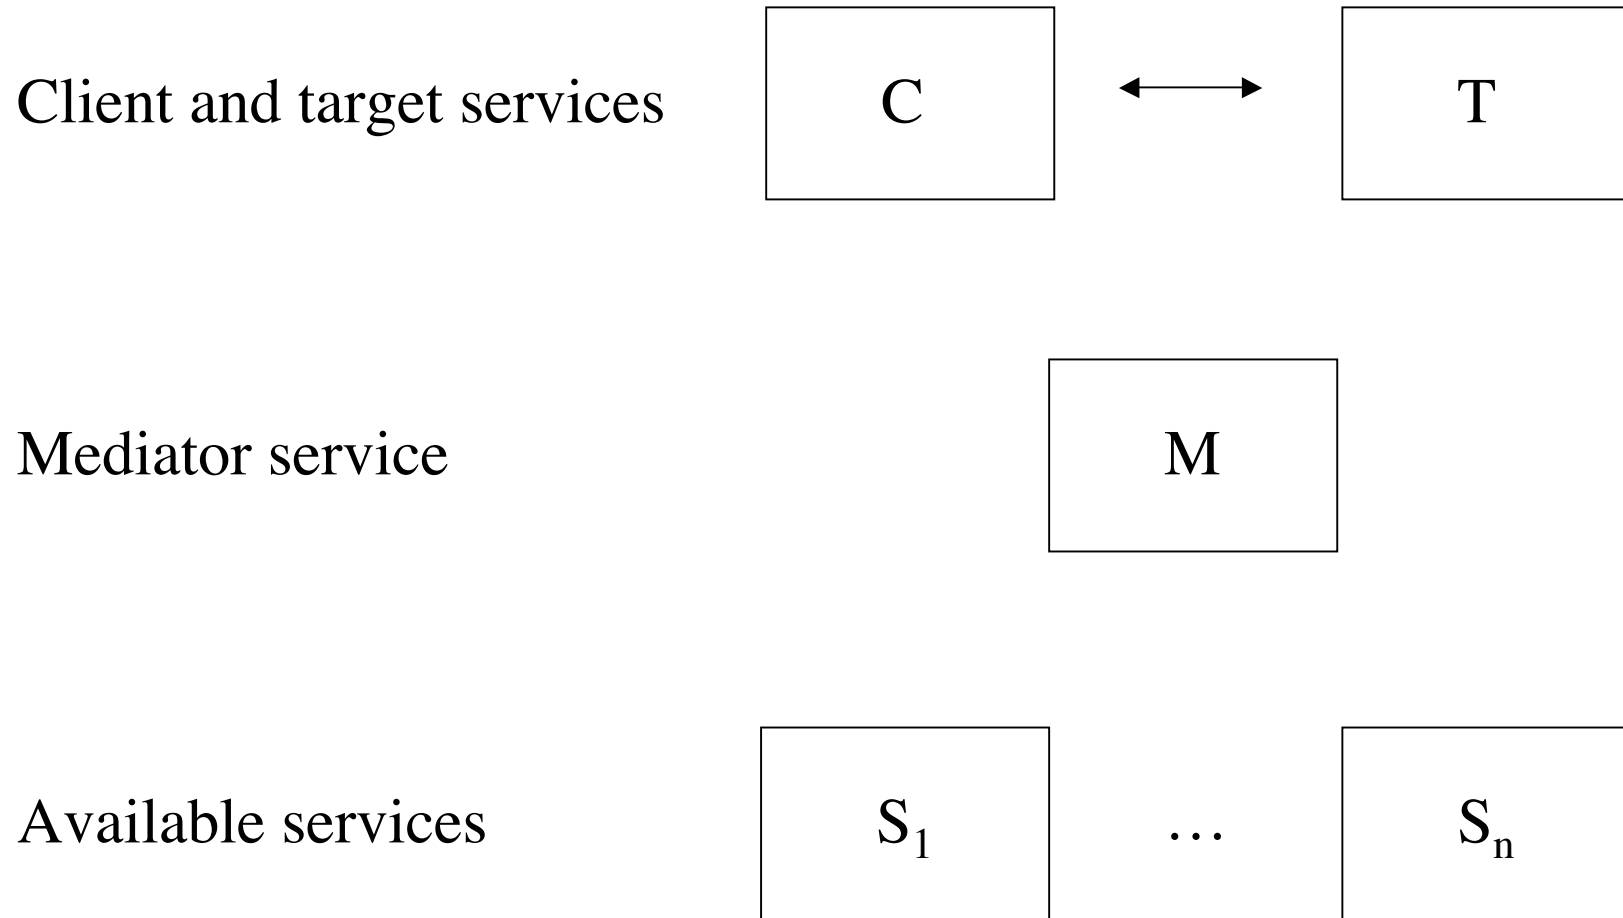 Client and target services C T
Mediator service M
Available services S₁ … Sₙ